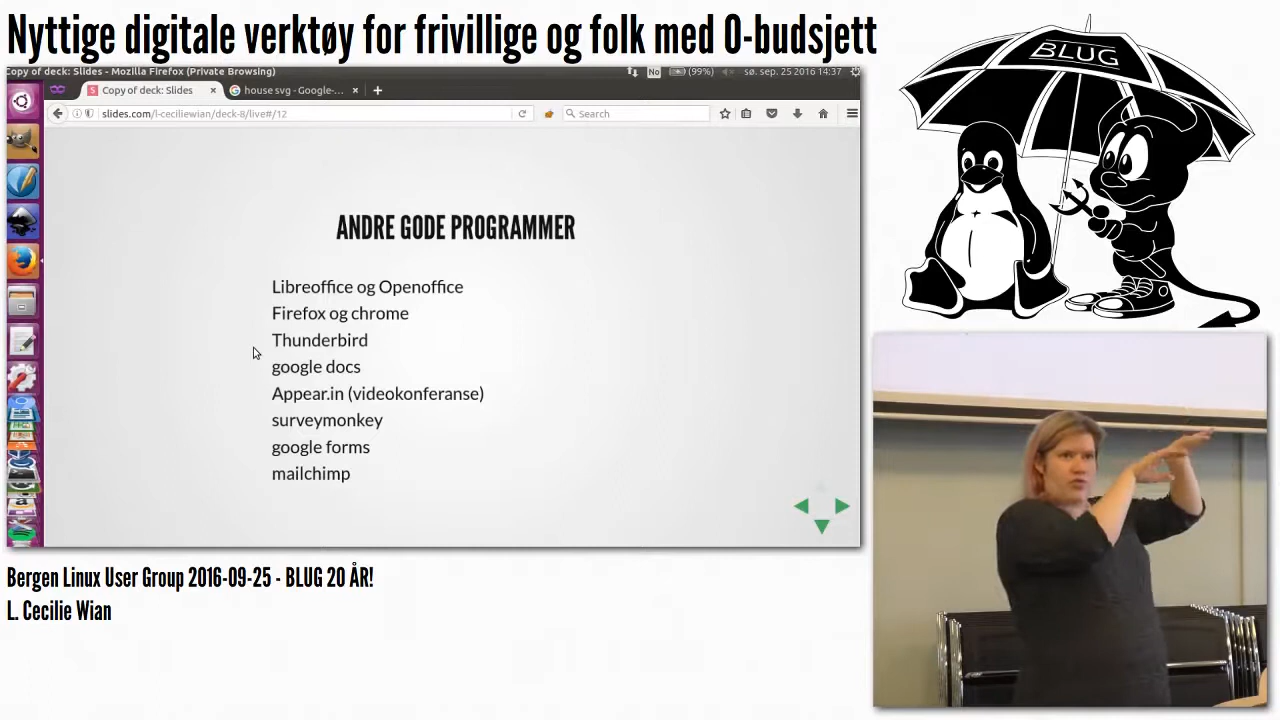 Nyttige digitale verktøy for frivillige og folk med 0-budsjett
BLUG
Copy of deck: Slides - Mozilla Firefox (Private Browsing)
No
(99%)
sø. sep. 25 2016 14:37
Copy of deck: Slides
house svg - Google-...
slides.com/l-ceciliewian/deck-8/live#/12
Search
ANDRE GODE PROGRAMMER
Libreoffice og Openoffice
Firefox og chrome
Thunderbird
google docs
Appear.in (videokonferanse)
surveymonkey
google forms
mailchimp
Bergen Linux User Group 2016-09-25 - BLUG 20 ÅR!
L. Cecilie Wian